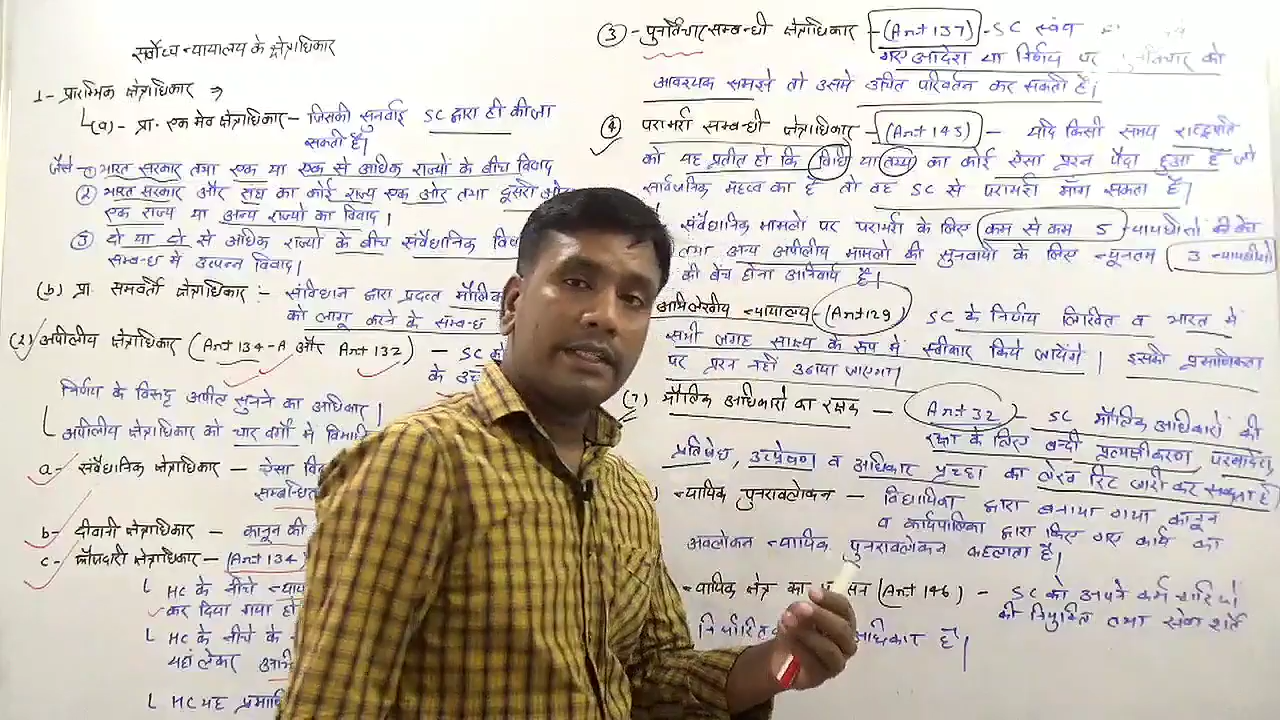 सर्वोच्च न्यायालय के क्षेत्राधिकार
1- प्रारम्भिक क्षेत्राधिकार ⇒
(a) - प्रा. एकमेव क्षेत्राधिकार - जिसकी सुनवाई SC द्वारा ही की जा
सकती है।
जैसे - ① भारत सरकार तथा एक या एक से अधिक राज्यों के बीच विवाद
② भारत सरकार और संघ का कोई राज्य एक ओर तथा दूसरी ओर
एक राज्य या अन्य राज्यों का विवाद।
③ दो या दो से अधिक राज्यों के बीच संवैधानिक
सम्बन्ध में उत्पन्न विवाद।
(b) प्रा. समवर्ती क्षेत्राधिकार :- संविधान द्वारा प्रदत्त
को लागू करने के सम्बन्ध
(2) अपीलीय क्षेत्राधिकार (Art 134-A और Art 132) - SC को
के
निर्णय के विरुद्ध अपील सुनने का अधिकार।
अपीलीय क्षेत्राधिकार को चार वर्गों में
a- संवैधानिक क्षेत्राधिकार - ऐसा
b- दीवानी क्षेत्राधिकार - कानून की
c- फौजदारी क्षेत्राधिकार - (Art 134)
HC के नीचे
कर दिया गया हो
HC के नीचे के
यहां लेकर
HC यह
③ - पुनर्विचार सम्बन्धी क्षेत्राधिकार - (Art 137) - SC स्वंय
गए आदेश या निर्णय पर पुनर्विचार को
आवश्यक समझे तो उसमे उचित परिवर्तन कर सकती है।
④ परामर्श सम्बन्धी क्षेत्राधिकार - (Art 143) - यदि किसी समय राष्ट्रपति
को यह प्रतीत हो कि विधि या तथ्य का कोई ऐसा प्रश्न पैदा हुआ है जो
सार्वजनिक महत्व का है तो वह SC से परामर्श माँग सकता है।
संवैधानिक मामलो पर परामर्श के लिए कम से कम 5 न्यायधीशो की बेंच
तथा अन्य अपीलीय मामलो की सुनवायी के लिए न्यूनतम 3 न्यायधीशो
की बेंच होना अनिवार्य है।
अभिलेखीय न्यायालय - (Art 129) SC के निर्णय लिखित व भारत में
सभी जगह साक्ष्य के रूप में स्वीकार किये जायेंगे। इसकी प्रमाणिकता
पर प्रश्न नहीं उठाया जाएगा।
(7) मौलिक अधिकारों का रक्षक - Art 32 - SC मौलिक अधिकारों की
रक्षा के लिए बन्दी प्रत्यक्षीकरण, परमादेश,
प्रतिषेध, उत्प्रेषण व अधिकार प्रच्छा का लेख रिट जारी कर सकता है
न्यायिक पुनरावलोकन - विधायिका द्वारा बनाया गया कानून
व कार्यपालिका द्वारा किए गए कार्य का
अवलोकन न्यायिक पुनरावलोकन कहलाता है।
न्यायिक क्षेत्र का (Art 146) - SC को अपने कर्मचारियो
की नियुक्ति तथा सेवा शर्ते
अधिकार है।